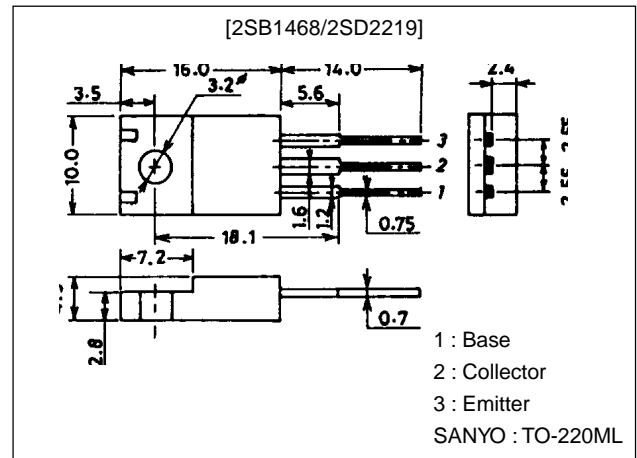 [2SB1468/2SD2219]
16.0
14.0
2.4
3.5
3.2ø
5.6
10.0
3
2
1
1.6
1.2
0.75
18.1
7.2
2.8
0.7
1 : Base
2 : Collector
3 : Emitter
SANYO : TO-220ML